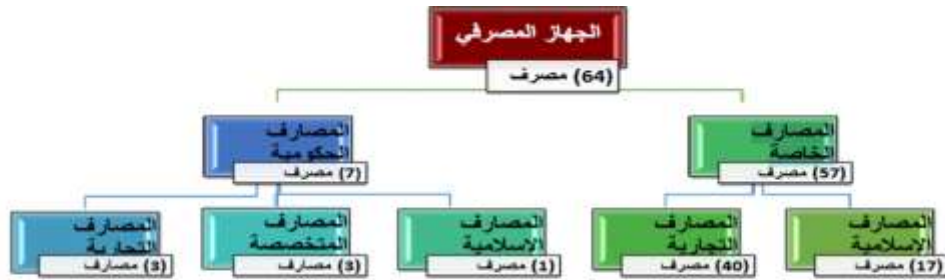 الجهاز المصرفي
(64) مصرف
المصارف
الخاصة
(57) مصرف
المصارف
الحكومية
(7) مصرف
المصارف
الاسلامية
(17) مصرف
المصارف
التجارية
(40) مصرف
المصارف
الاسلامية
(1) مصارف
المصارف
المتخصصة
(3) مصارف
المصارف
التجارية
(3) مصارف